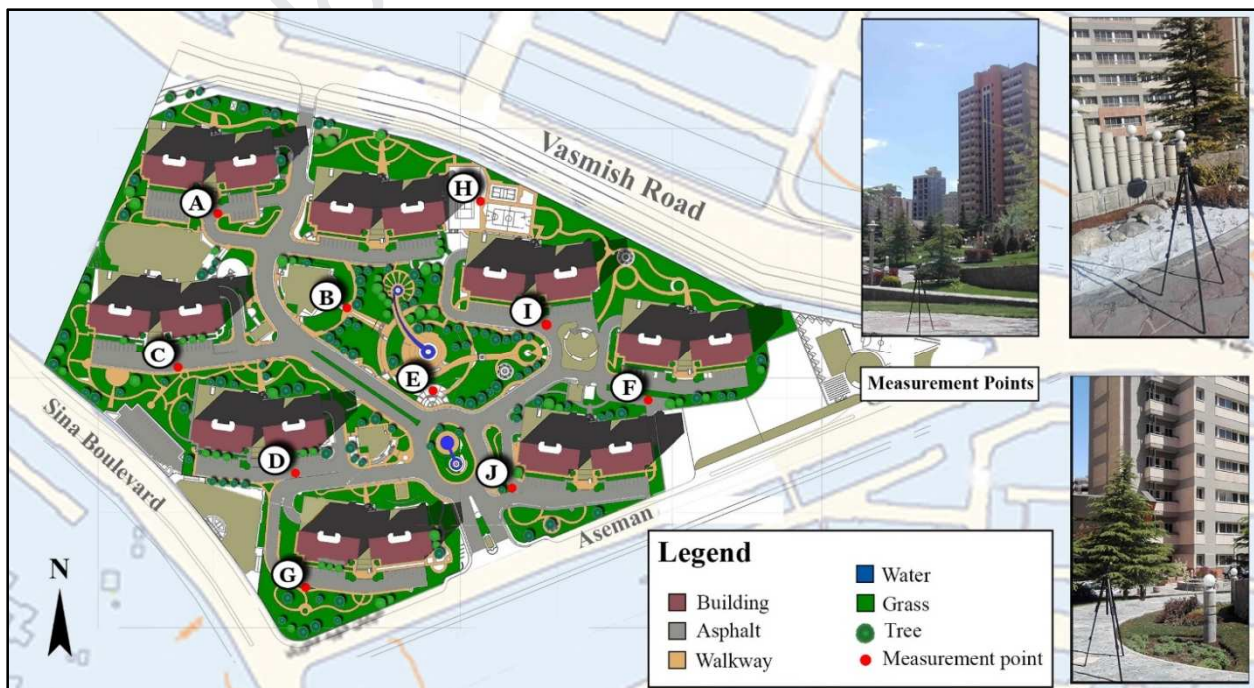 Vasmish Road
H
A
B
I
C
E
F
Measurement Points
Sina Boulevard
D
J
Aseman
G
N
Legend
Building
Asphalt
Walkway
Water
Grass
Tree
Measurement point